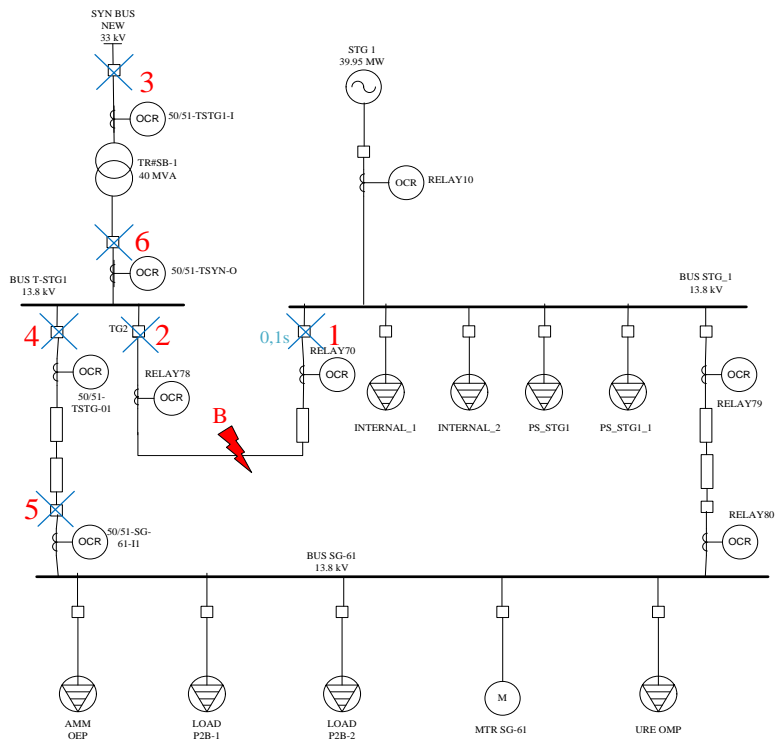 SYN BUS
NEW
33 kV
3
OCR
50/51-TSTG1-I
TR#SB-1
40 MVA
6
OCR
50/51-TSYN-O
BUS T-STG1
13.8 kV
STG 1
39.95 MW
OCR
RELAY10
BUS STG_1
13.8 kV
4
TG2
2
0,1s
1
RELAY70
OCR
50/51-
TSTG-01
RELAY78
OCR
OCR
INTERNAL_1
INTERNAL_2
PS_STG1
PS_STG1_1
OCR
RELAY79
B
5
50/51-SG-
61-I1
OCR
RELAY80
OCR
BUS SG-61
13.8 kV
AMM
OEP
LOAD
P2B-1
LOAD
P2B-2
M
MTR SG-61
URE OMP